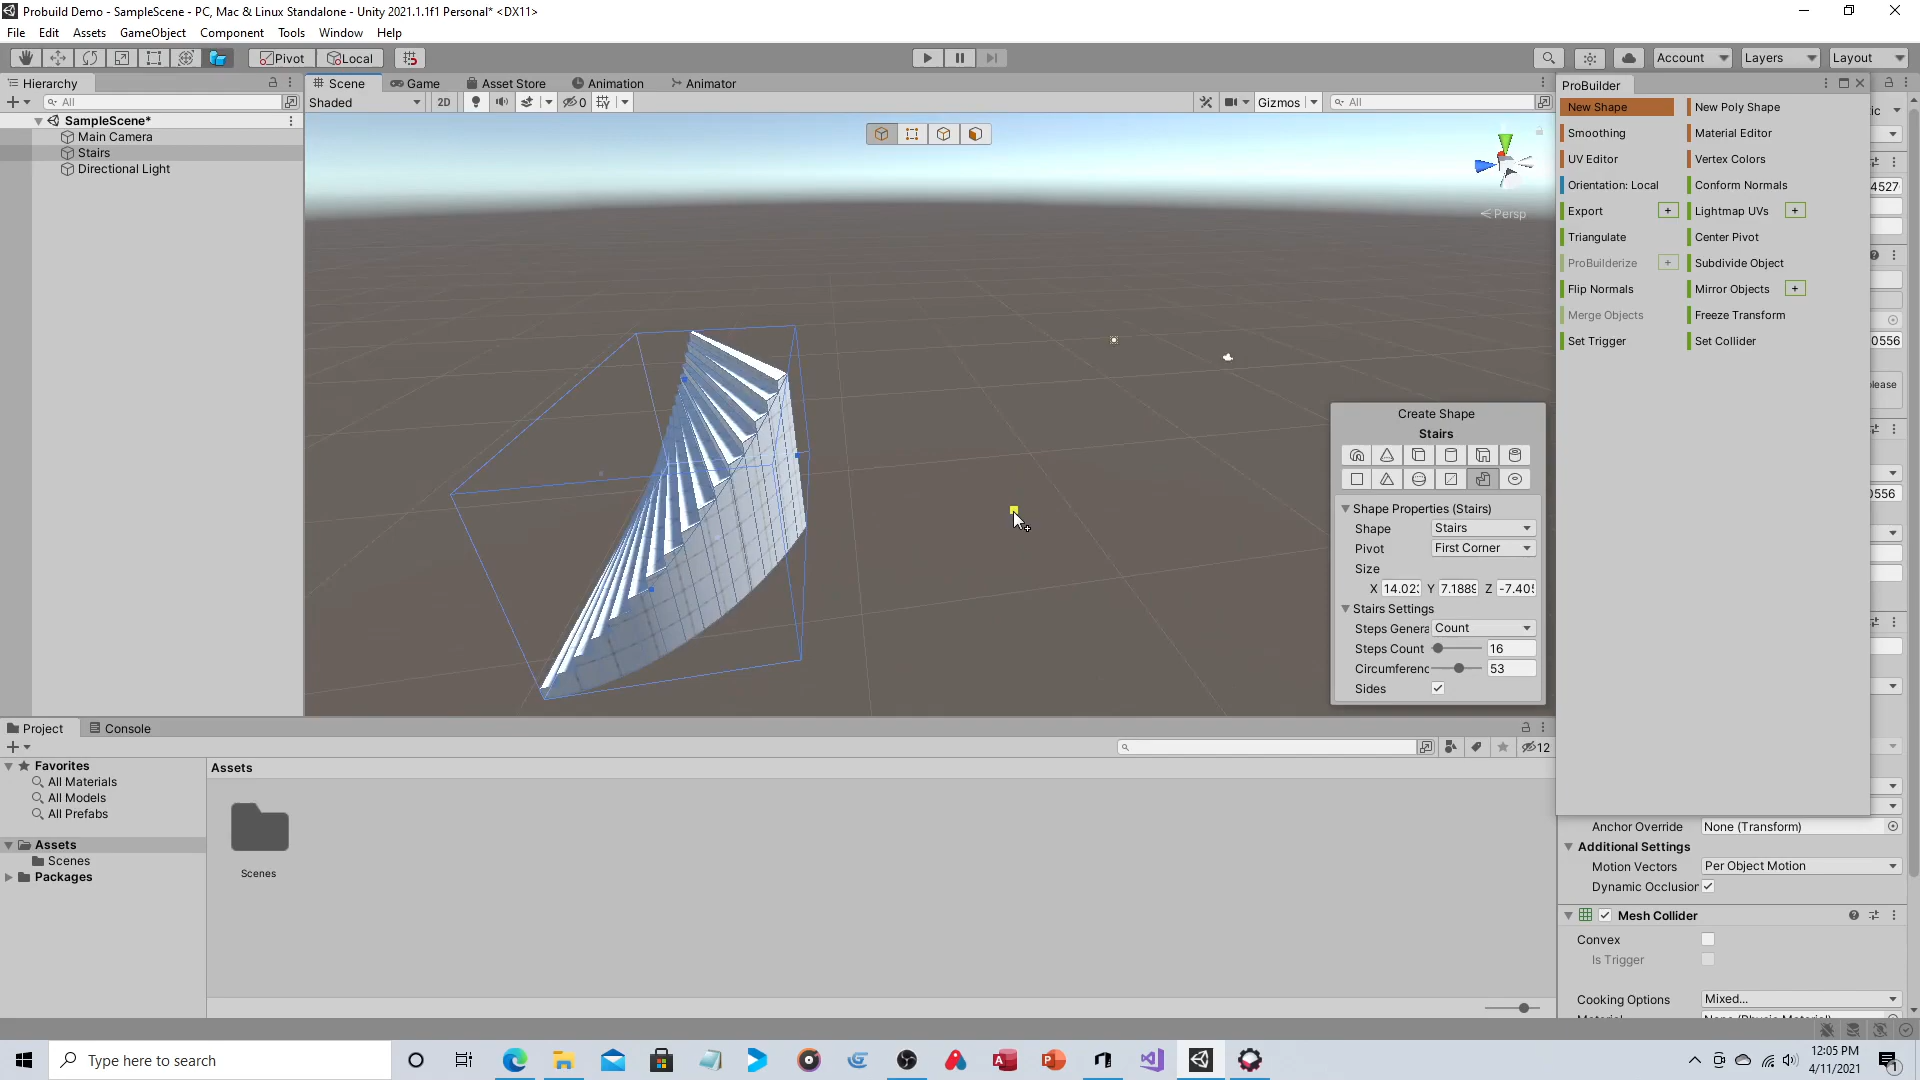 Probuild Demo - SampleScene - PC, Mac & Linux Standalone - Unity 2021.1.1f1 Personal* <DX11>
File Edit Assets GameObject Component Tools Window Help
Pivot Local Account Layers Layout
Hierarchy
All
SampleScene*
Main Camera
Stairs
Directional Light
Scene Game Asset Store Animation Animator
Shaded 2D 0 Gizmos All
Persp
ProBuilder
New Shape New Poly Shape
Smoothing Material Editor
UV Editor Vertex Colors
Orientation: Local Conform Normals
Export + Lightmap UVs +
Triangulate Center Pivot
ProBuilderize + Subdivide Object
Flip Normals Mirror Objects +
Merge Objects Freeze Transform
Set Trigger Set Collider
ic
4527
0556
lease
0556
Create Shape
Stairs
Shape Properties (Stairs)
Shape Stairs
Pivot First Corner
Size
X 14.02 Y 7.1889 Z -7.405
Stairs Settings
Steps Genera Count
Steps Count 16
Circumferenc 53
Sides
Project Console
12
Favorites
All Materials
All Models
All Prefabs
Assets
Scenes
Packages
Assets
Scenes
Anchor Override None (Transform)
Additional Settings
Motion Vectors Per Object Motion
Dynamic Occlusion
Mesh Collider
Convex
Is Trigger
Cooking Options Mixed...
Type here to search
12:05 PM
4/11/2021
1